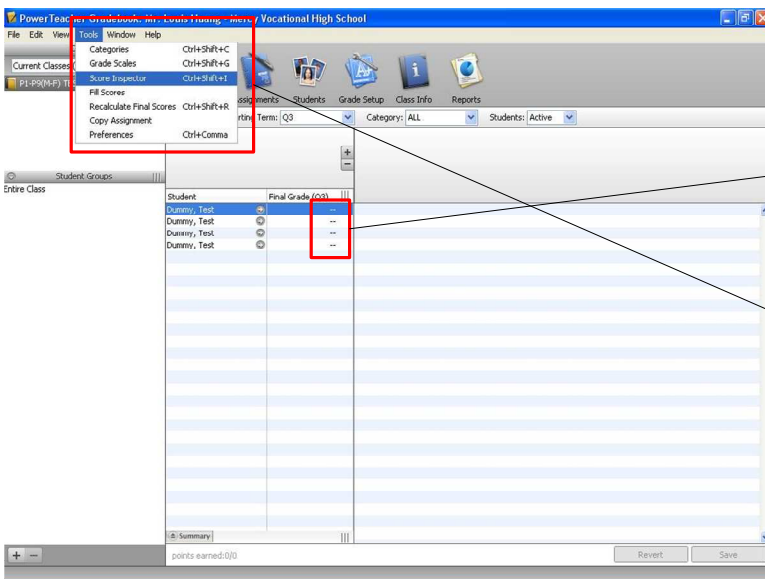 PowerTeacher Gradebook: Mr. Louis Huang - Mercy Vocational High School
File Edit View Tools Window Help
Categories Ctrl+Shift+C
Grade Scales Ctrl+Shift+G
Score Inspector Ctrl+Shift+I
Fill Scores
Recalculate Final Scores Ctrl+Shift+R
Copy Assignment
Preferences Ctrl+Comma
Current Classes
P1-P9(M-F)
Students Grade Setup Class Info Reports
Term: Q3 Category: ALL Students: Active
+
−
Student Groups
Entire Class
Student Final Grade (Q3)
Dummy, Test --
Dummy, Test --
Dummy, Test --
Dummy, Test --
Summary
+ − points earned:0/0 Revert Save